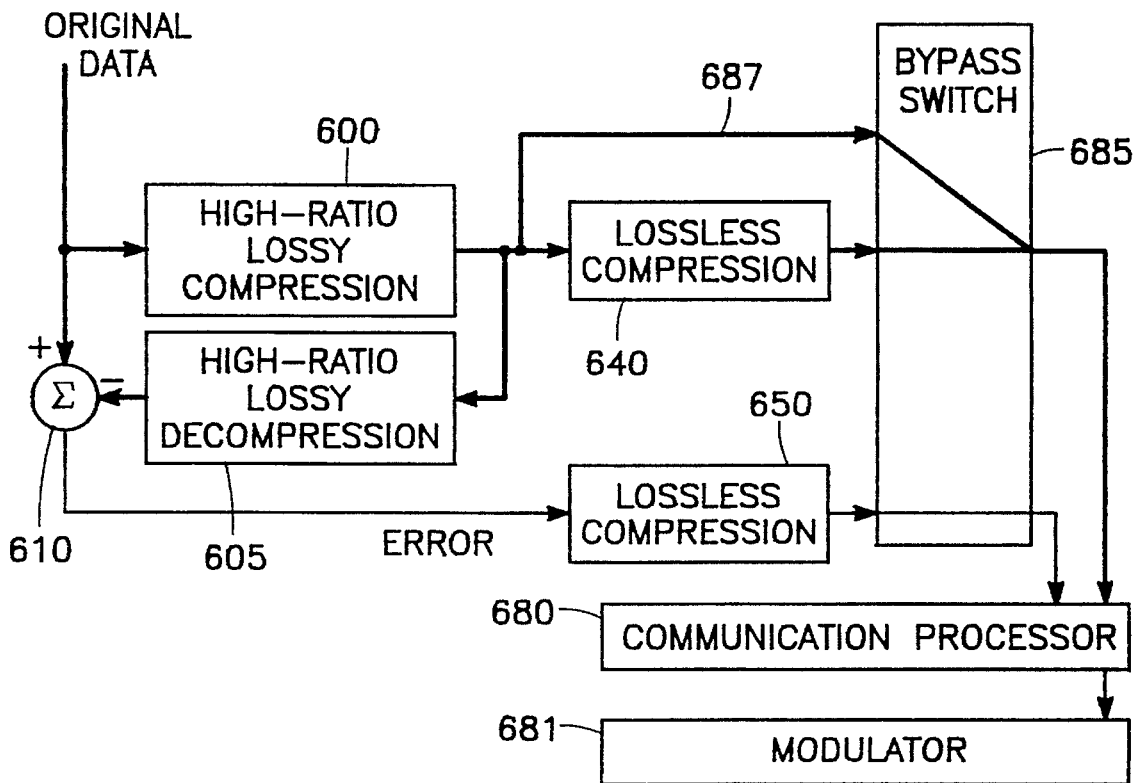 ORIGINAL
DATA
BYPASS
SWITCH
687
600
685
HIGH-RATIO
LOSSY
COMPRESSION
LOSSLESS
COMPRESSION
640
+
Σ
−
HIGH-RATIO
LOSSY
DECOMPRESSION
650
LOSSLESS
COMPRESSION
610
605
ERROR
680
COMMUNICATION PROCESSOR
681
MODULATOR